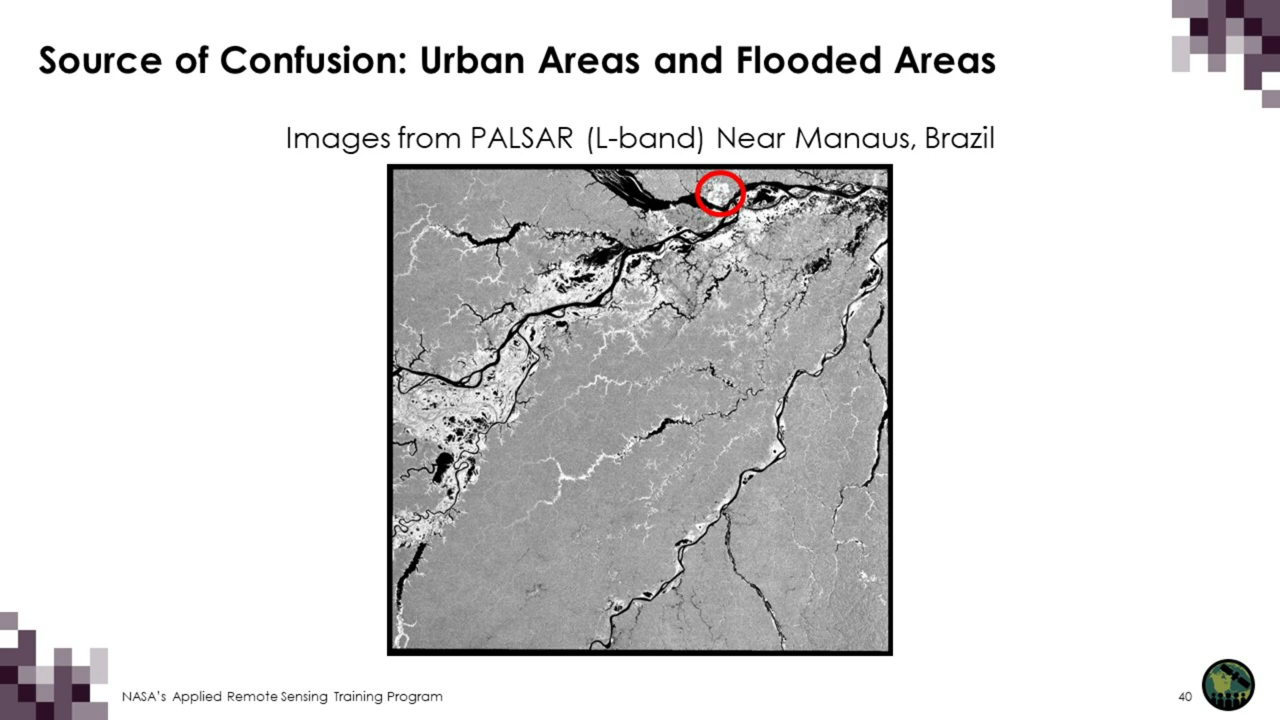 Source of Confusion: Urban Areas and Flooded Areas
Images from PALSAR (L-band) Near Manaus, Brazil
NASA's Applied Remote Sensing Training Program
40